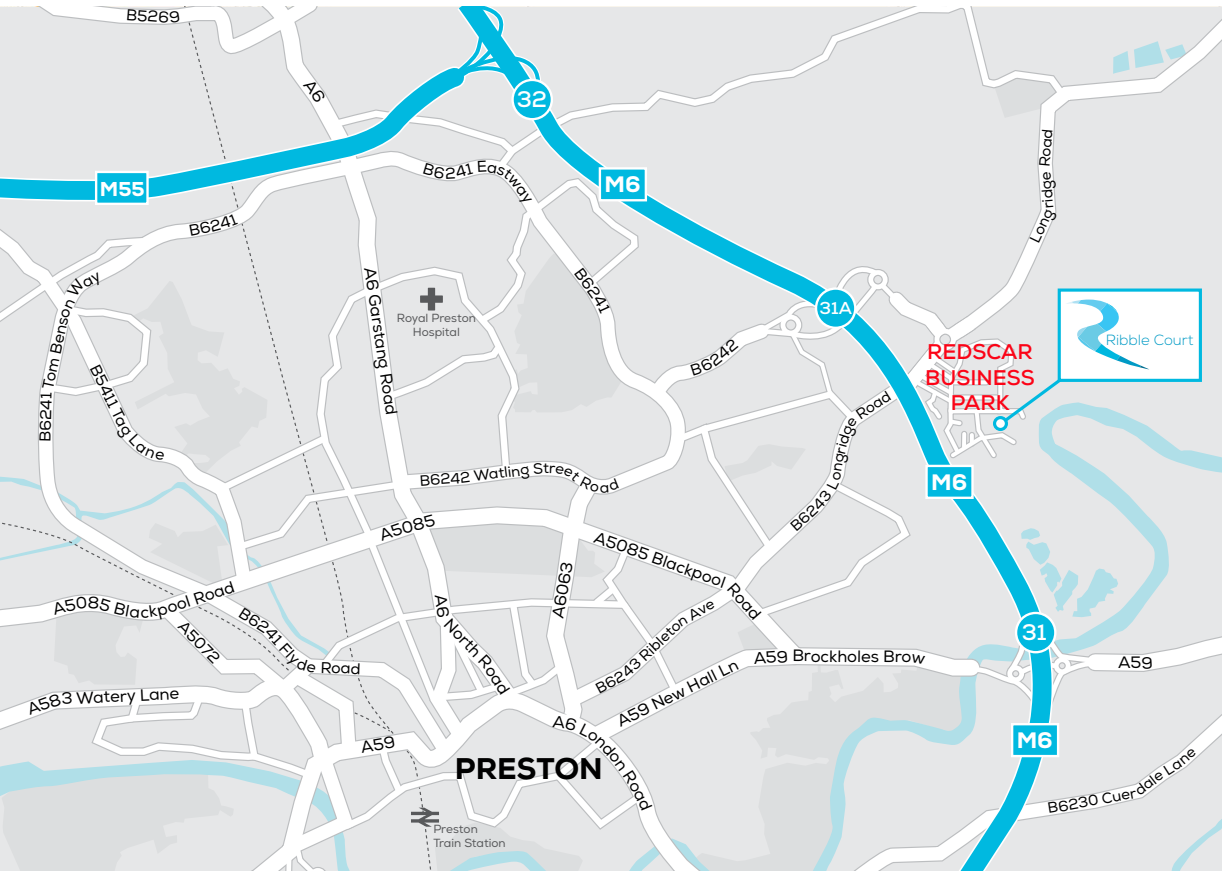 B5269
A6
32
M55
B6241 Eastway
M6
B6241
Longridge Road
B6241
A6 Garstang Road
Royal Preston
Hospital
31A
B6242
Ribble Court
REDSCAR
BUSINESS
PARK
B6241 Tom Benson Way
B5411 Tag Lane
B6243 Longridge Road
B6242 Watling Street Road
M6
A5085
A5085 Blackpool Road
A6063
A5085 Blackpool Road
A6 North Road
B6243 Ribleton Ave
B6241 Flyde Road
A5072
31
A59 Brockholes Brow
A59
A59 New Hall Ln
A583 Watery Lane
A6 London Road
A59
M6
PRESTON
B6230 Cuerdale Lane
Preston
Train Station